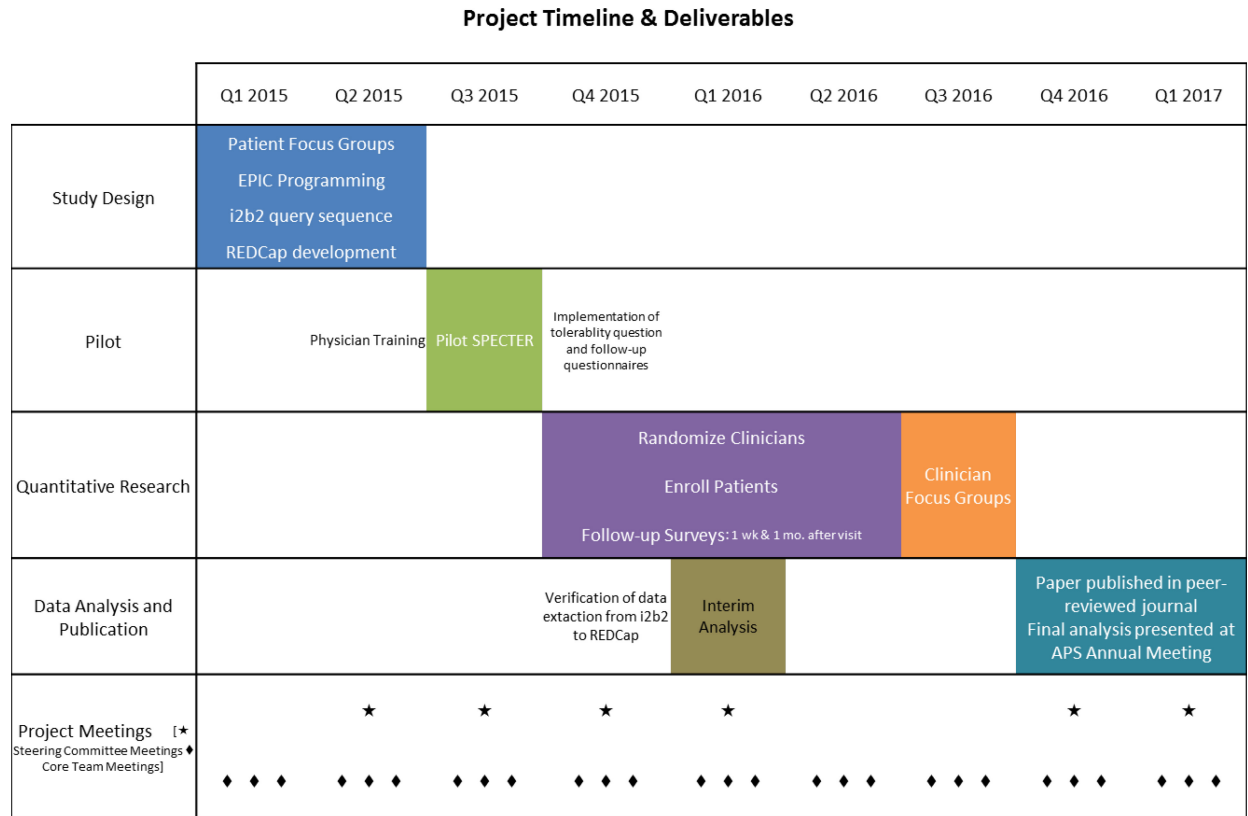 Project Timeline & Deliverables
Q1 2015 Q2 2015 Q3 2015 Q4 2015 Q1 2016 Q2 2016 Q3 2016 Q4 2016 Q1 2017
Study Design
Patient Focus Groups
EPIC Programming
i2b2 query sequence
REDCap development
Pilot
Physician Training
Pilot SPECTER
Implementation of
tolerablity question
and follow-up
questionnaires
Quantitative Research
Randomize Clinicians
Enroll Patients
Follow-up Surveys: 1 wk & 1 mo. after visit
Clinician
Focus Groups
Data Analysis and
Publication
Verification of data
extaction from i2b2
to REDCap
Interim
Analysis
Paper published in peer-
reviewed journal
Final analysis presented at
APS Annual Meeting
Project Meetings [★
Steering Committee Meetings ♦
Core Team Meetings]